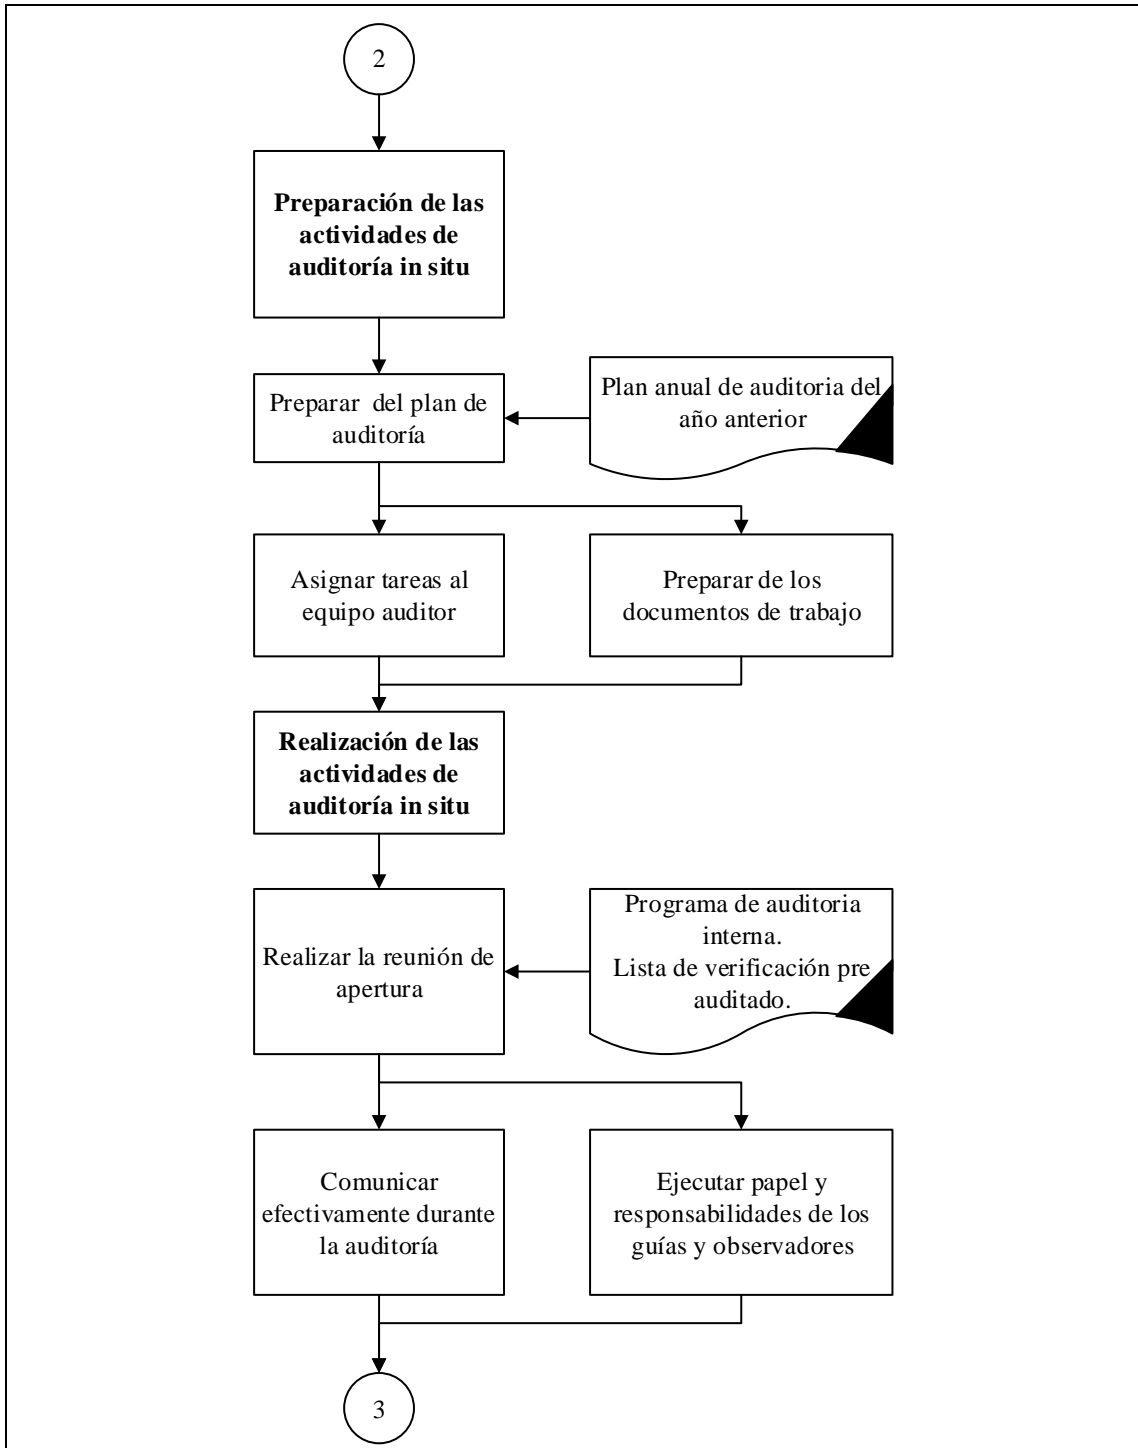 2
Preparación de las
actividades de
auditoría in situ
Preparar  del plan de
auditoría
Plan anual de auditoria del
año anterior
Asignar tareas al
equipo auditor
Preparar de los
documentos de trabajo
Realización de las
actividades de
auditoría in situ
Realizar la reunión de
apertura
Programa de auditoria
interna.
Lista de verificación pre
auditado.
Comunicar
efectivamente durante
la auditoría
Ejecutar papel y
responsabilidades de los
guías y observadores
3